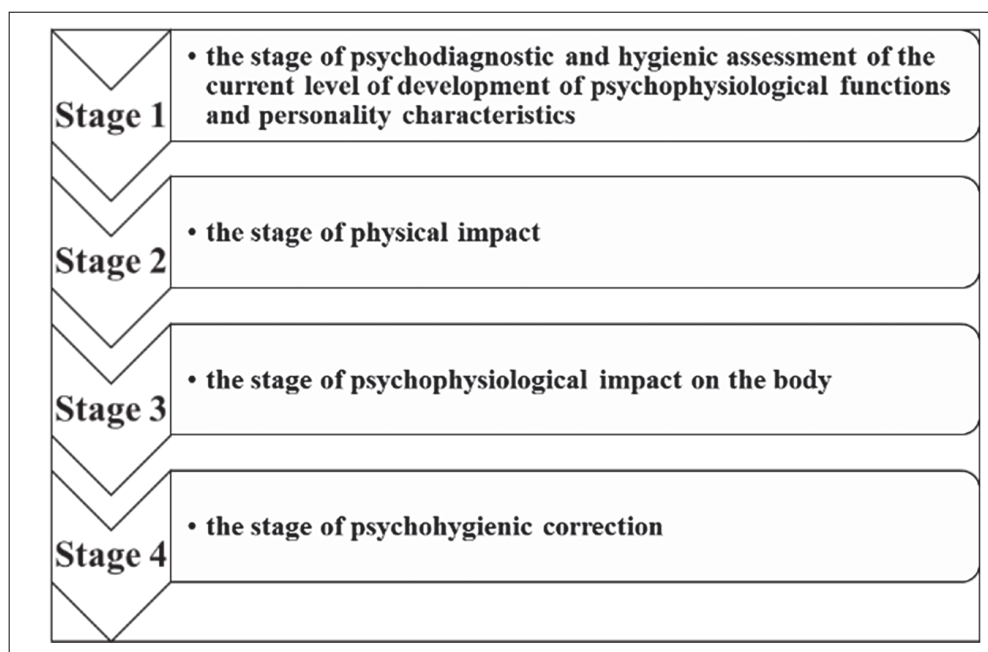 Stage 1
• the stage of psychodiagnostic and hygienic assessment of the
current level of development of psychophysiological functions
and personality characteristics
Stage 2
• the stage of physical impact
Stage 3
• the stage of psychophysiological impact on the body
Stage 4
• the stage of psychohygienic correction